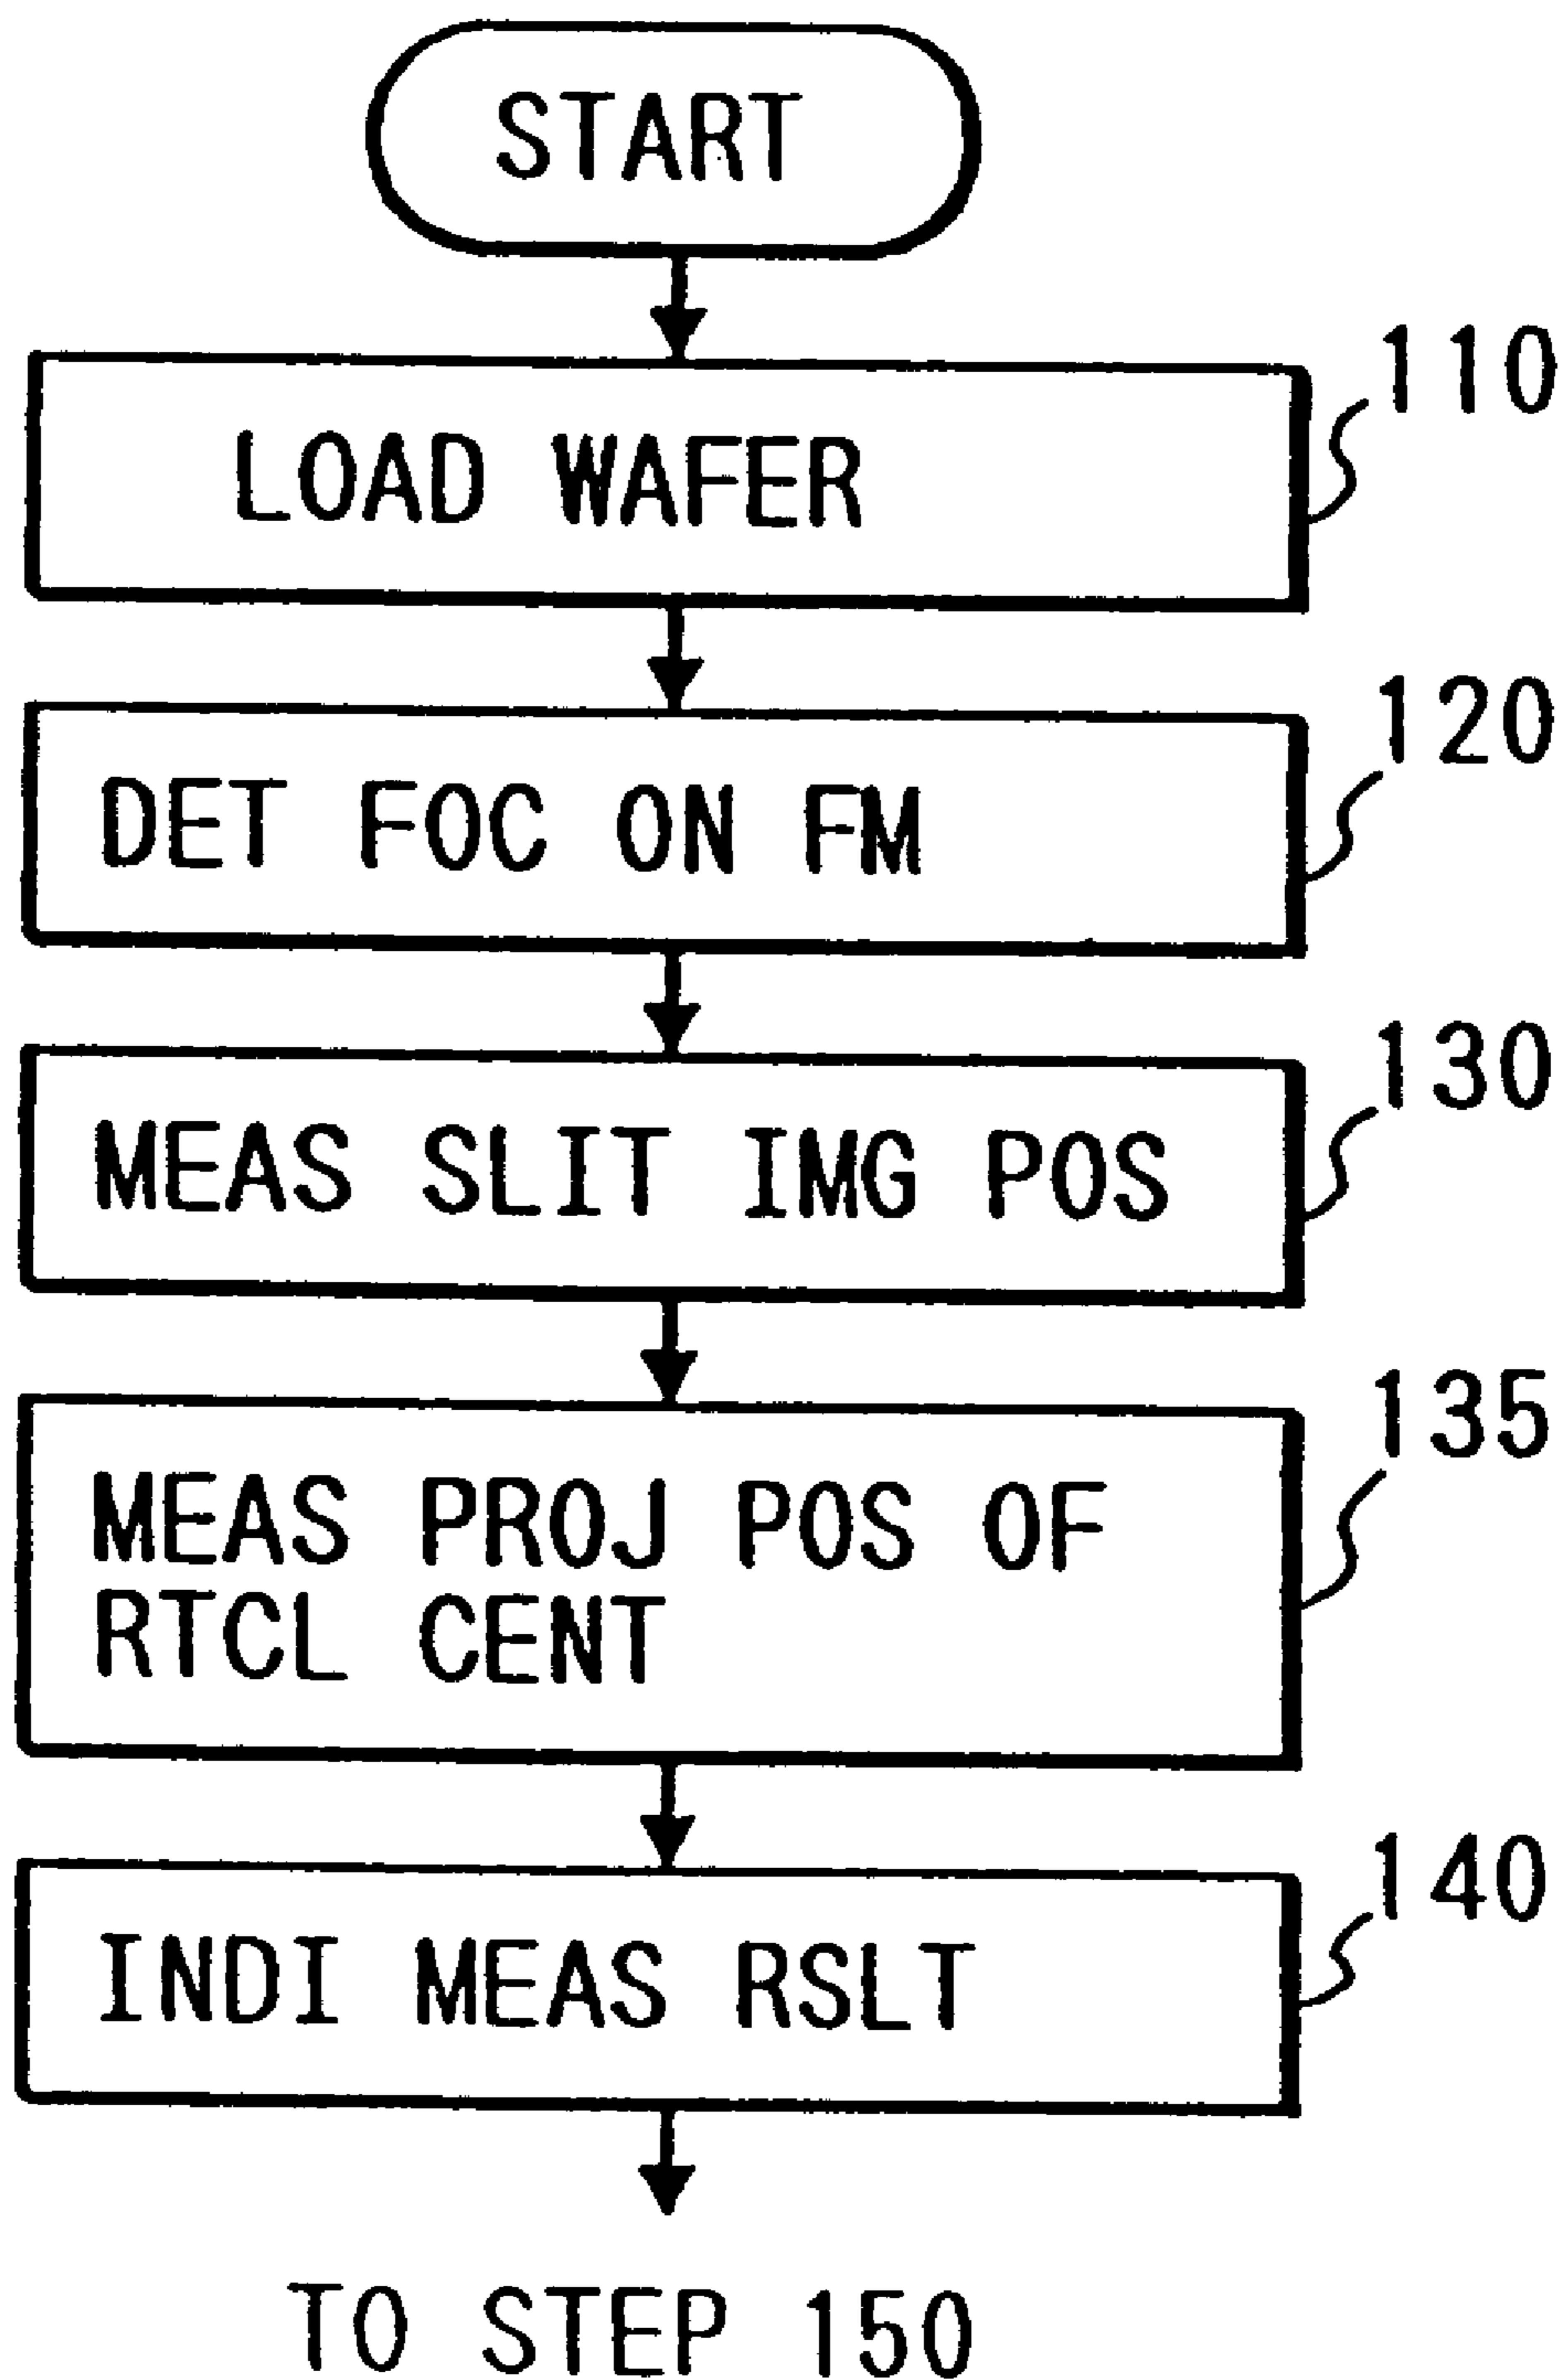 START
110
LOAD WAFER
120
DET FOC ON FM
130
MEAS SLIT IMG POS
135
MEAS PROJ POS OF
RTCL CENT
140
INDI MEAS RSLT
TO STEP 150